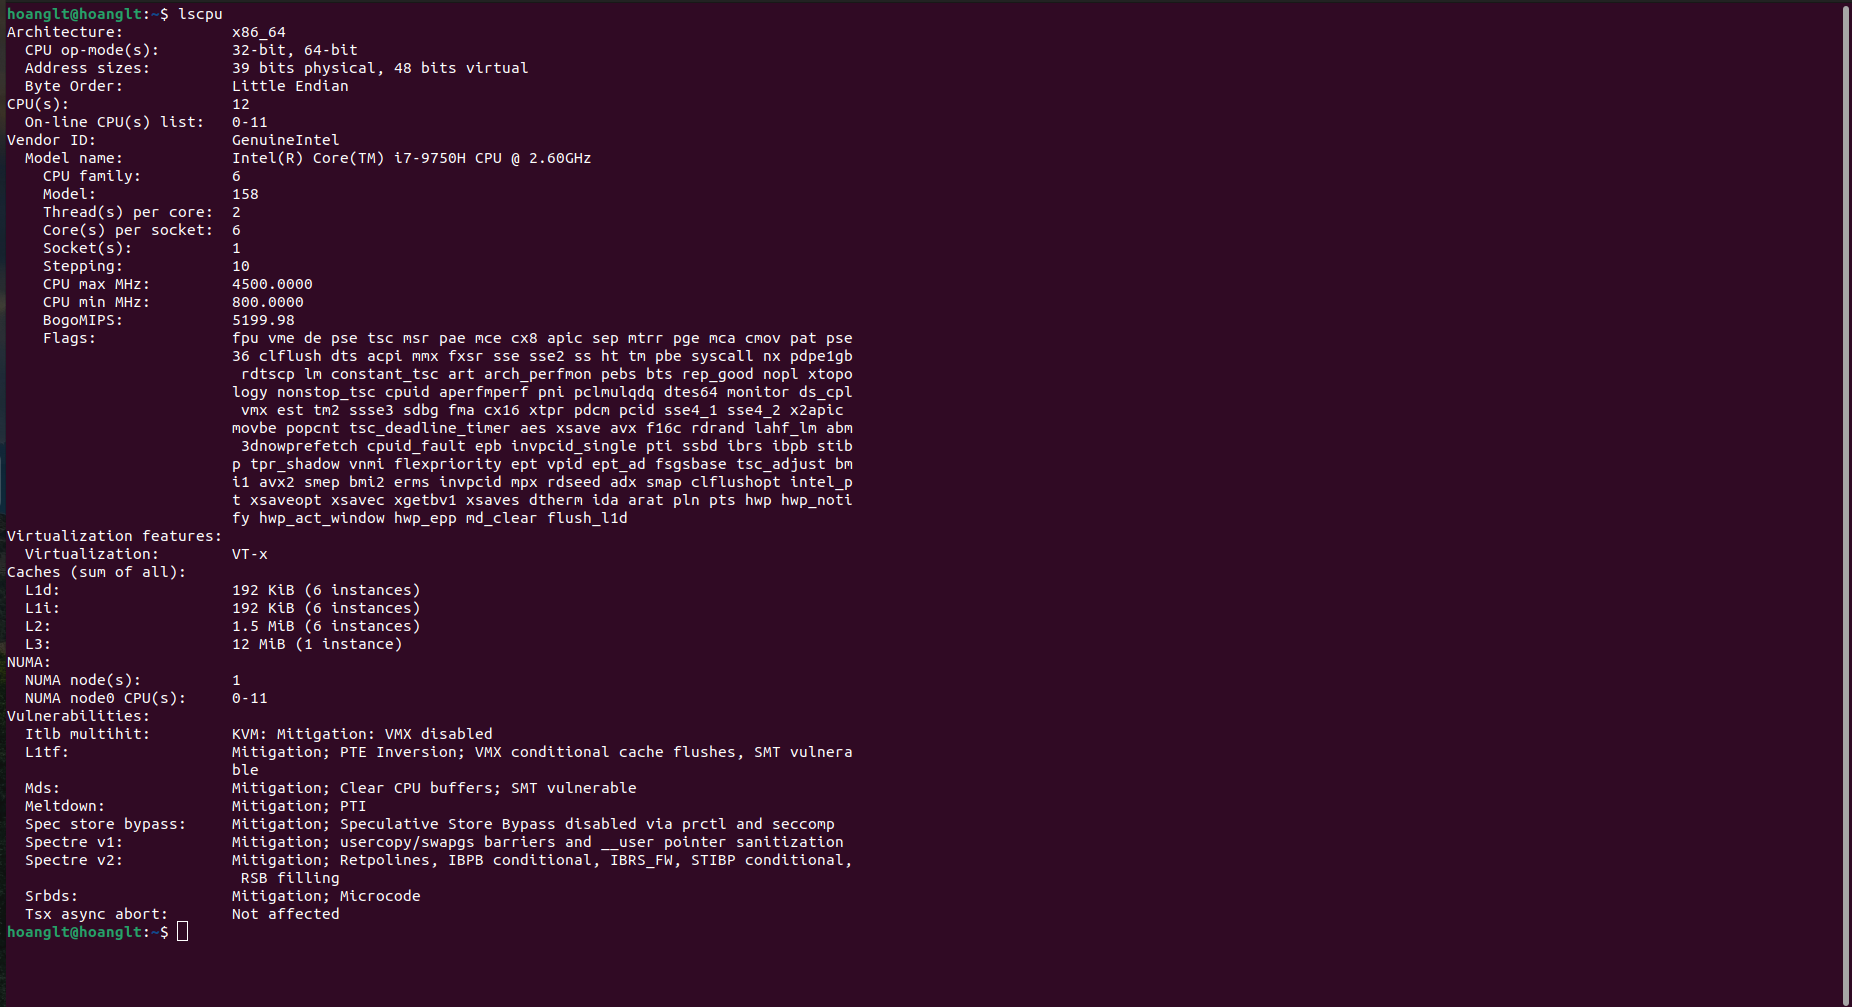 hoanglt@hoanglt:~$ lscpu
Architecture:            x86_64
  CPU op-mode(s):        32-bit, 64-bit
  Address sizes:         39 bits physical, 48 bits virtual
  Byte Order:            Little Endian
CPU(s):                  12
  On-line CPU(s) list:   0-11
Vendor ID:               GenuineIntel
  Model name:            Intel(R) Core(TM) i7-9750H CPU @ 2.60GHz
    CPU family:          6
    Model:               158
    Thread(s) per core:  2
    Core(s) per socket:  6
    Socket(s):           1
    Stepping:            10
    CPU max MHz:         4500.0000
    CPU min MHz:         800.0000
    BogoMIPS:            5199.98
    Flags:               fpu vme de pse tsc msr pae mce cx8 apic sep mtrr pge mca cmov pat pse
                         36 clflush dts acpi mmx fxsr sse sse2 ss ht tm pbe syscall nx pdpe1gb
                          rdtscp lm constant_tsc art arch_perfmon pebs bts rep_good nopl xtopo
                         logy nonstop_tsc cpuid aperfmperf pni pclmulqdq dtes64 monitor ds_cpl
                          vmx est tm2 ssse3 sdbg fma cx16 xtpr pdcm pcid sse4_1 sse4_2 x2apic
                         movbe popcnt tsc_deadline_timer aes xsave avx f16c rdrand lahf_lm abm
                          3dnowprefetch cpuid_fault epb invpcid_single pti ssbd ibrs ibpb stib
                         p tpr_shadow vnmi flexpriority ept vpid ept_ad fsgsbase tsc_adjust bm
                         i1 avx2 smep bmi2 erms invpcid mpx rdseed adx smap clflushopt intel_p
                         t xsaveopt xsavec xgetbv1 xsaves dtherm ida arat pln pts hwp hwp_noti
                         fy hwp_act_window hwp_epp md_clear flush_l1d
Virtualization features:
  Virtualization:        VT-x
Caches (sum of all):
  L1d:                   192 KiB (6 instances)
  L1i:                   192 KiB (6 instances)
  L2:                    1.5 MiB (6 instances)
  L3:                    12 MiB (1 instance)
NUMA:
  NUMA node(s):          1
  NUMA node0 CPU(s):     0-11
Vulnerabilities:
  Itlb multihit:         KVM: Mitigation: VMX disabled
  L1tf:                  Mitigation; PTE Inversion; VMX conditional cache flushes, SMT vulnera
                         ble
  Mds:                   Mitigation; Clear CPU buffers; SMT vulnerable
  Meltdown:              Mitigation; PTI
  Spec store bypass:     Mitigation; Speculative Store Bypass disabled via prctl and seccomp
  Spectre v1:            Mitigation; usercopy/swapgs barriers and __user pointer sanitization
  Spectre v2:            Mitigation; Retpolines, IBPB conditional, IBRS_FW, STIBP conditional,
                          RSB filling
  Srbds:                 Mitigation; Microcode
  Tsx async abort:       Not affected
hoanglt@hoanglt:~$